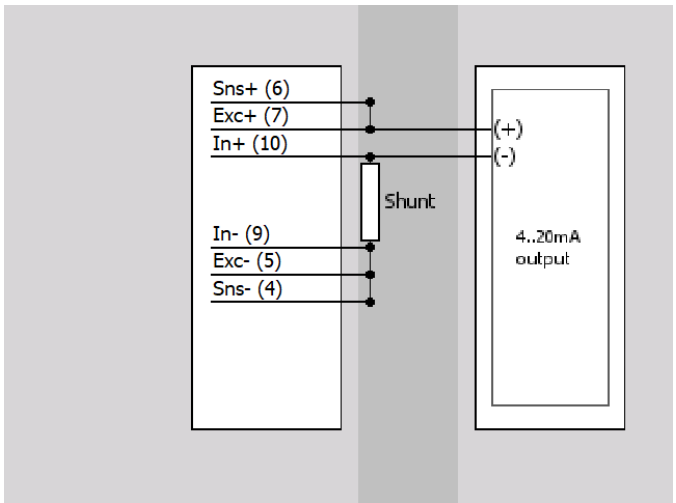 Sns+ (6)
Exc+ (7)
In+ (10)
(+)
(-)
Shunt
In- (9)
Exc- (5)
Sns- (4)
4..20mA
output